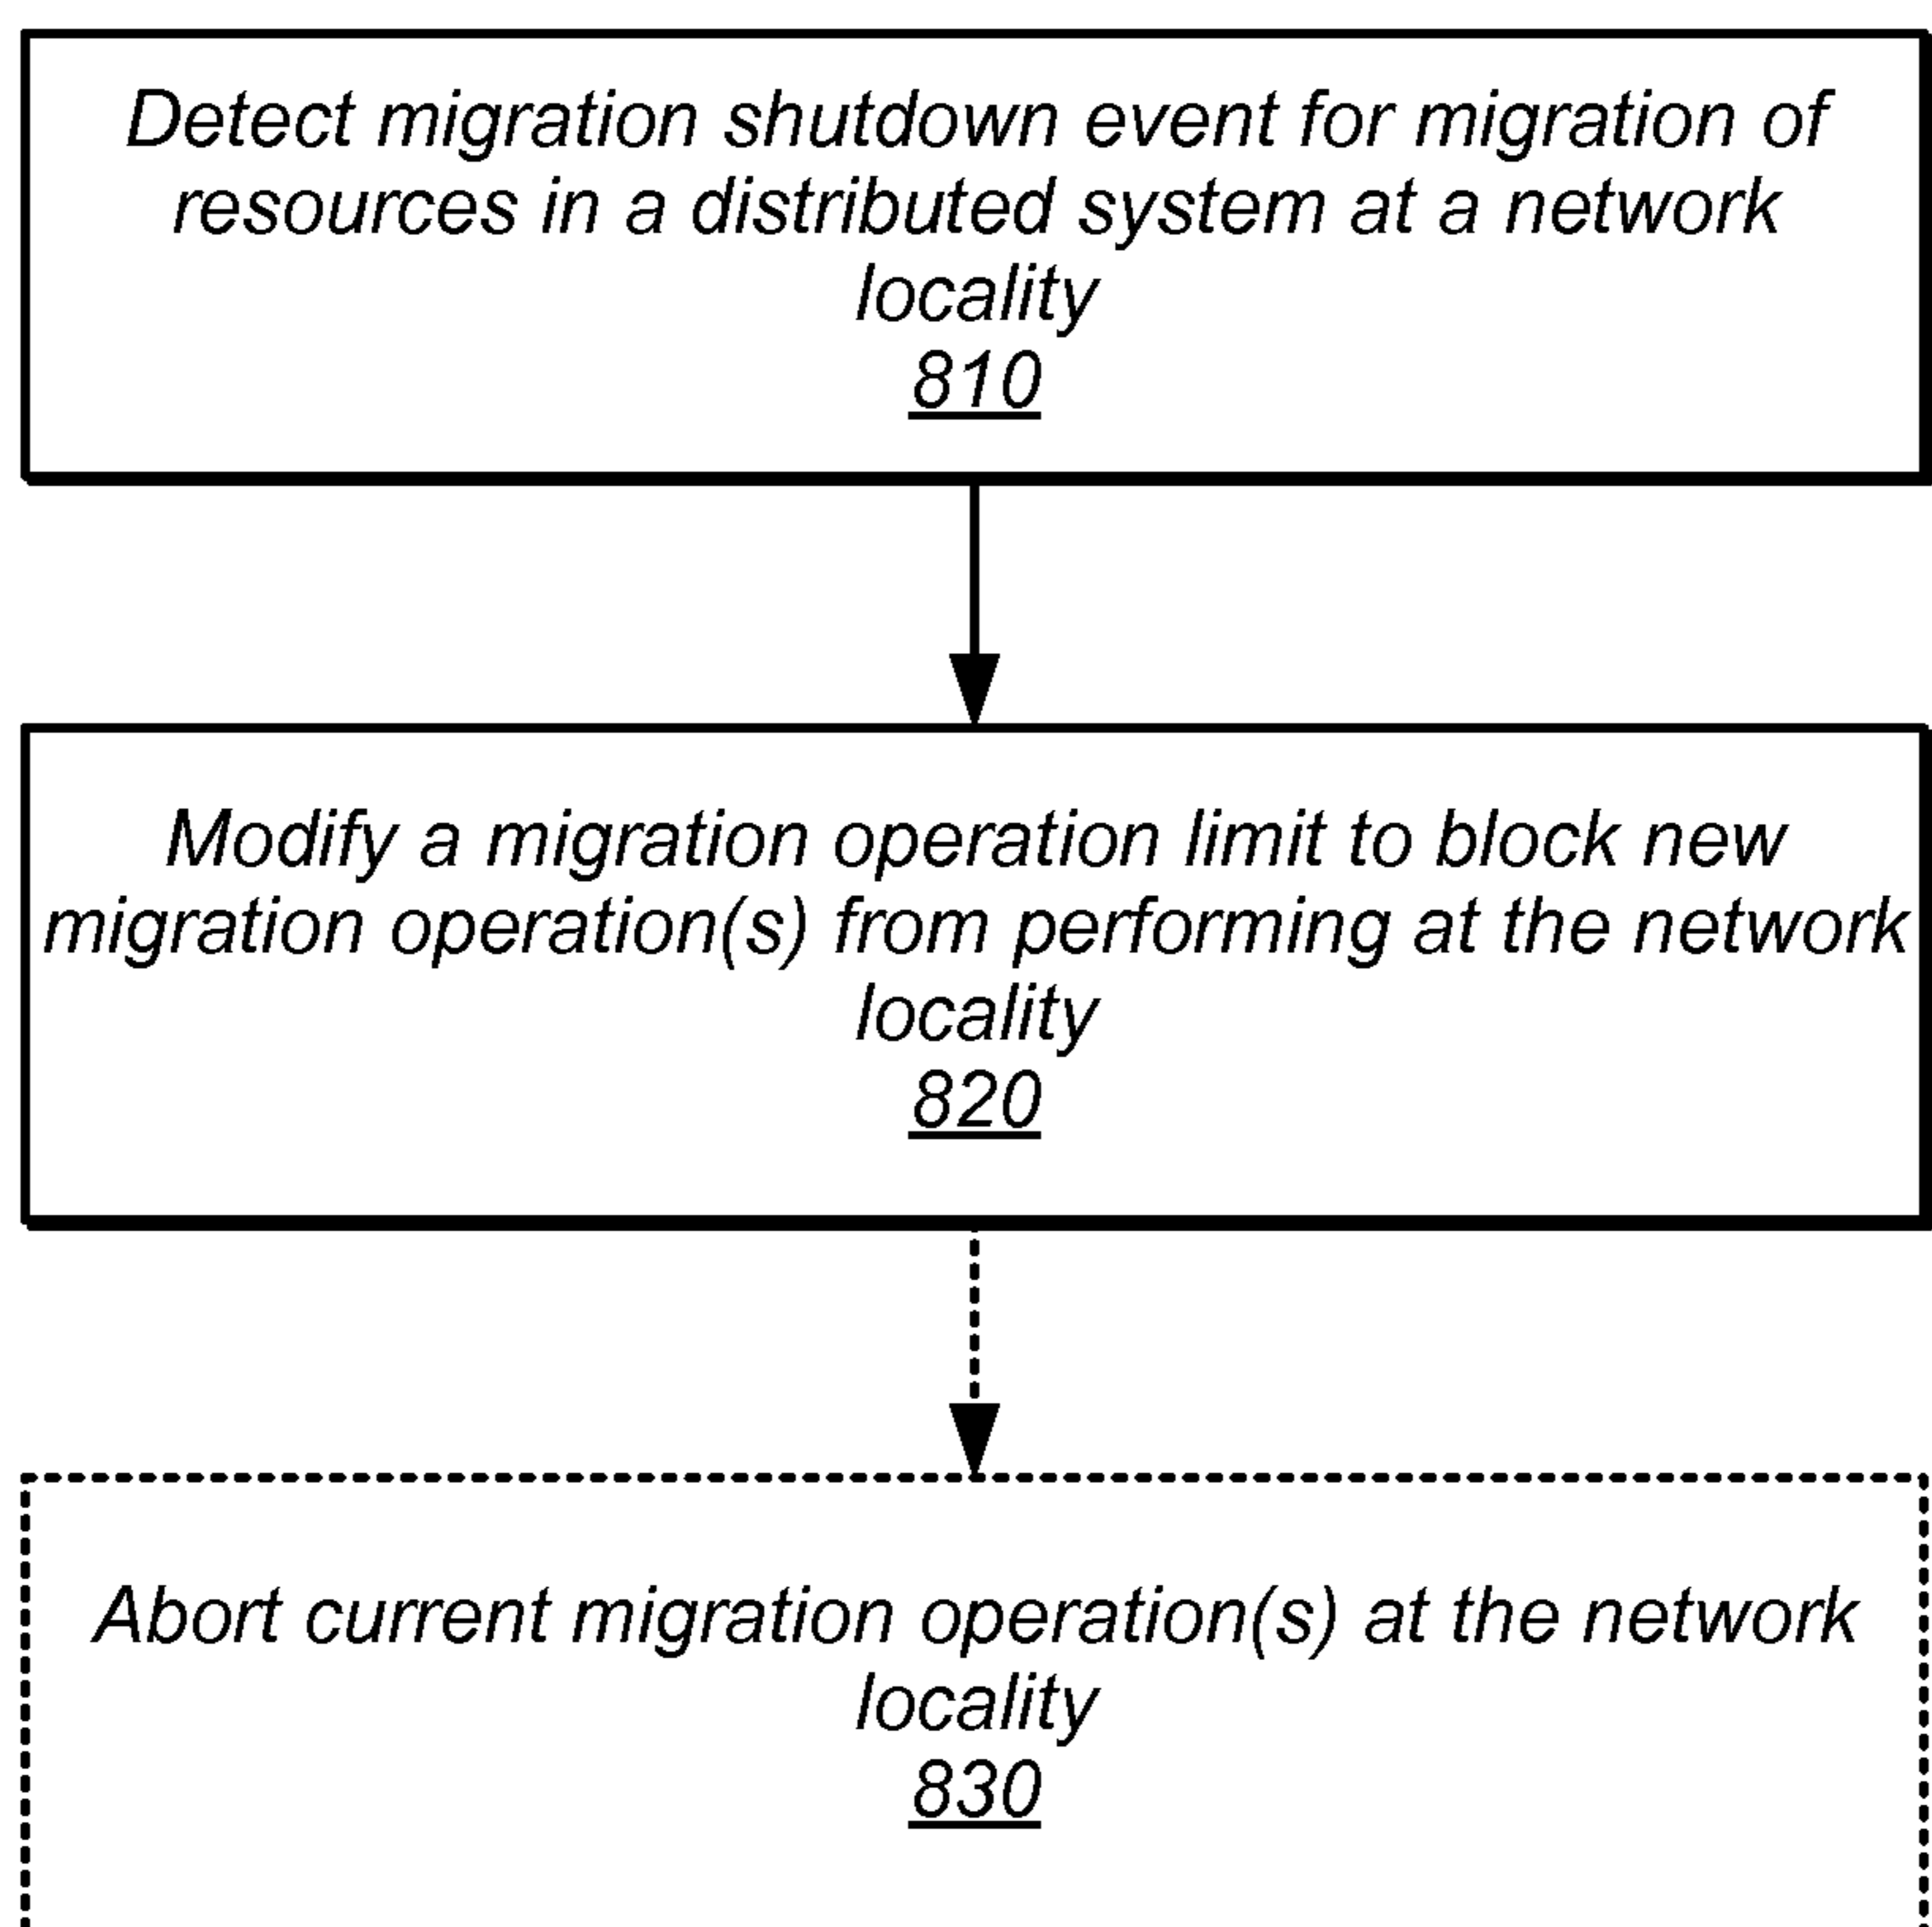 Detect migration shutdown event for migration of
resources in a distributed system at a network
locality
810
Modify a migration operation limit to block new
migration operation(s) from performing at the network
locality
820
Abort current migration operation(s) at the network
locality
830